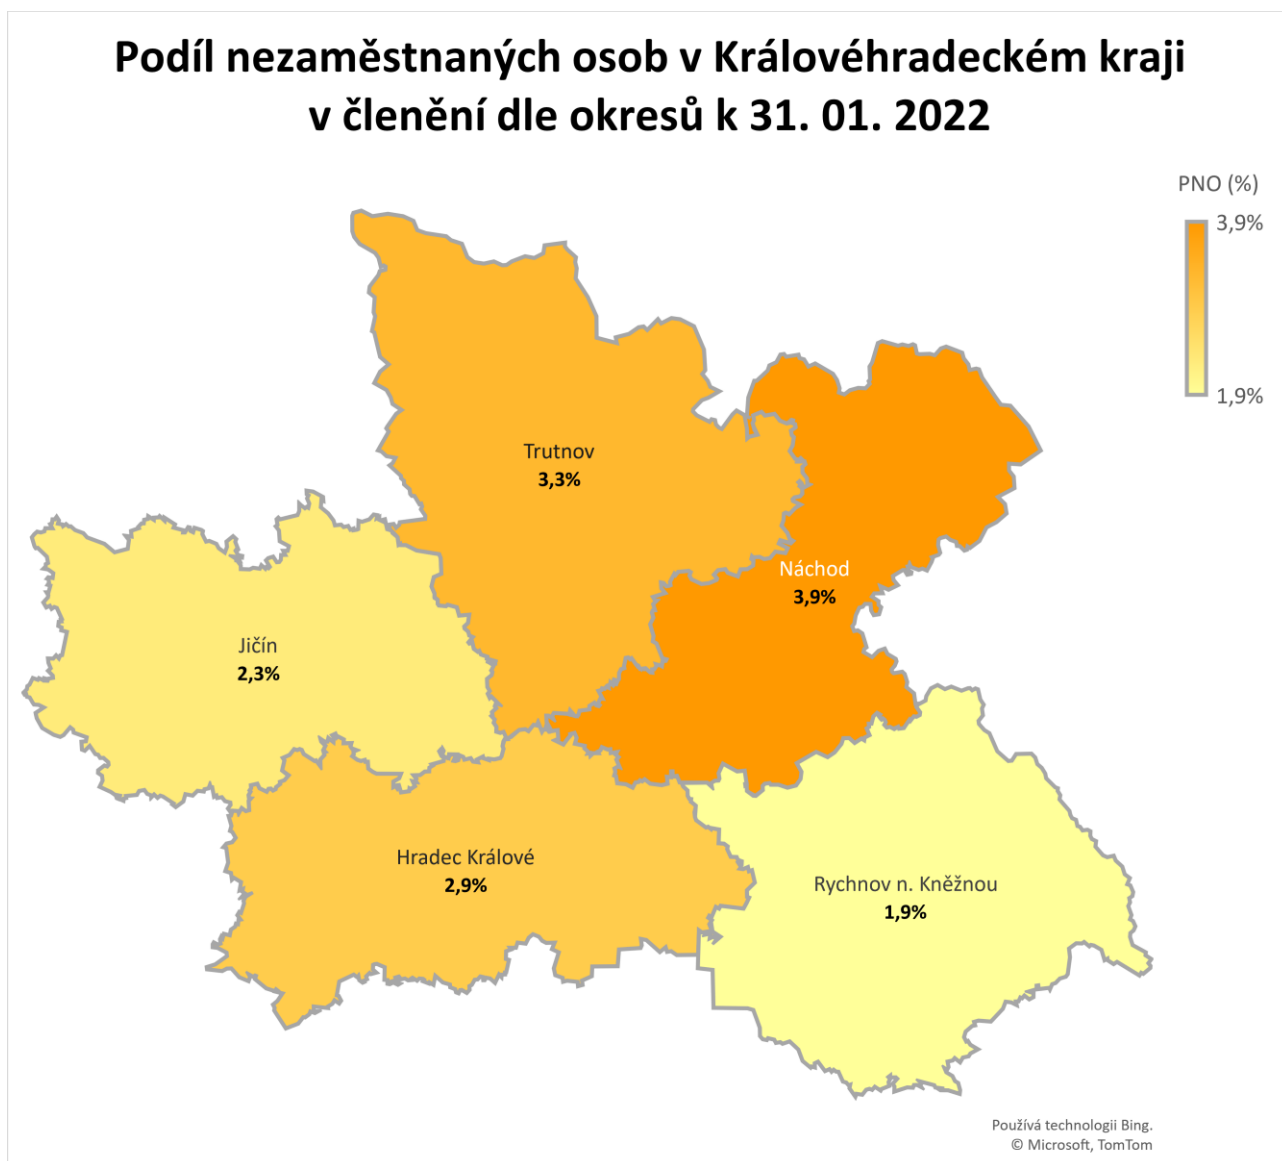 Podíl nezaměstnaných osob v Královéhradeckém kraji
v členění dle okresů k 31. 01. 2022
PNO (%)
3,9%
1,9%
Trutnov
3,3%
Náchod
3,9%
Jičín
2,3%
Hradec Králové
2,9%
Rychnov n. Kněžnou
1,9%
Používá technologii Bing.
© Microsoft, TomTom